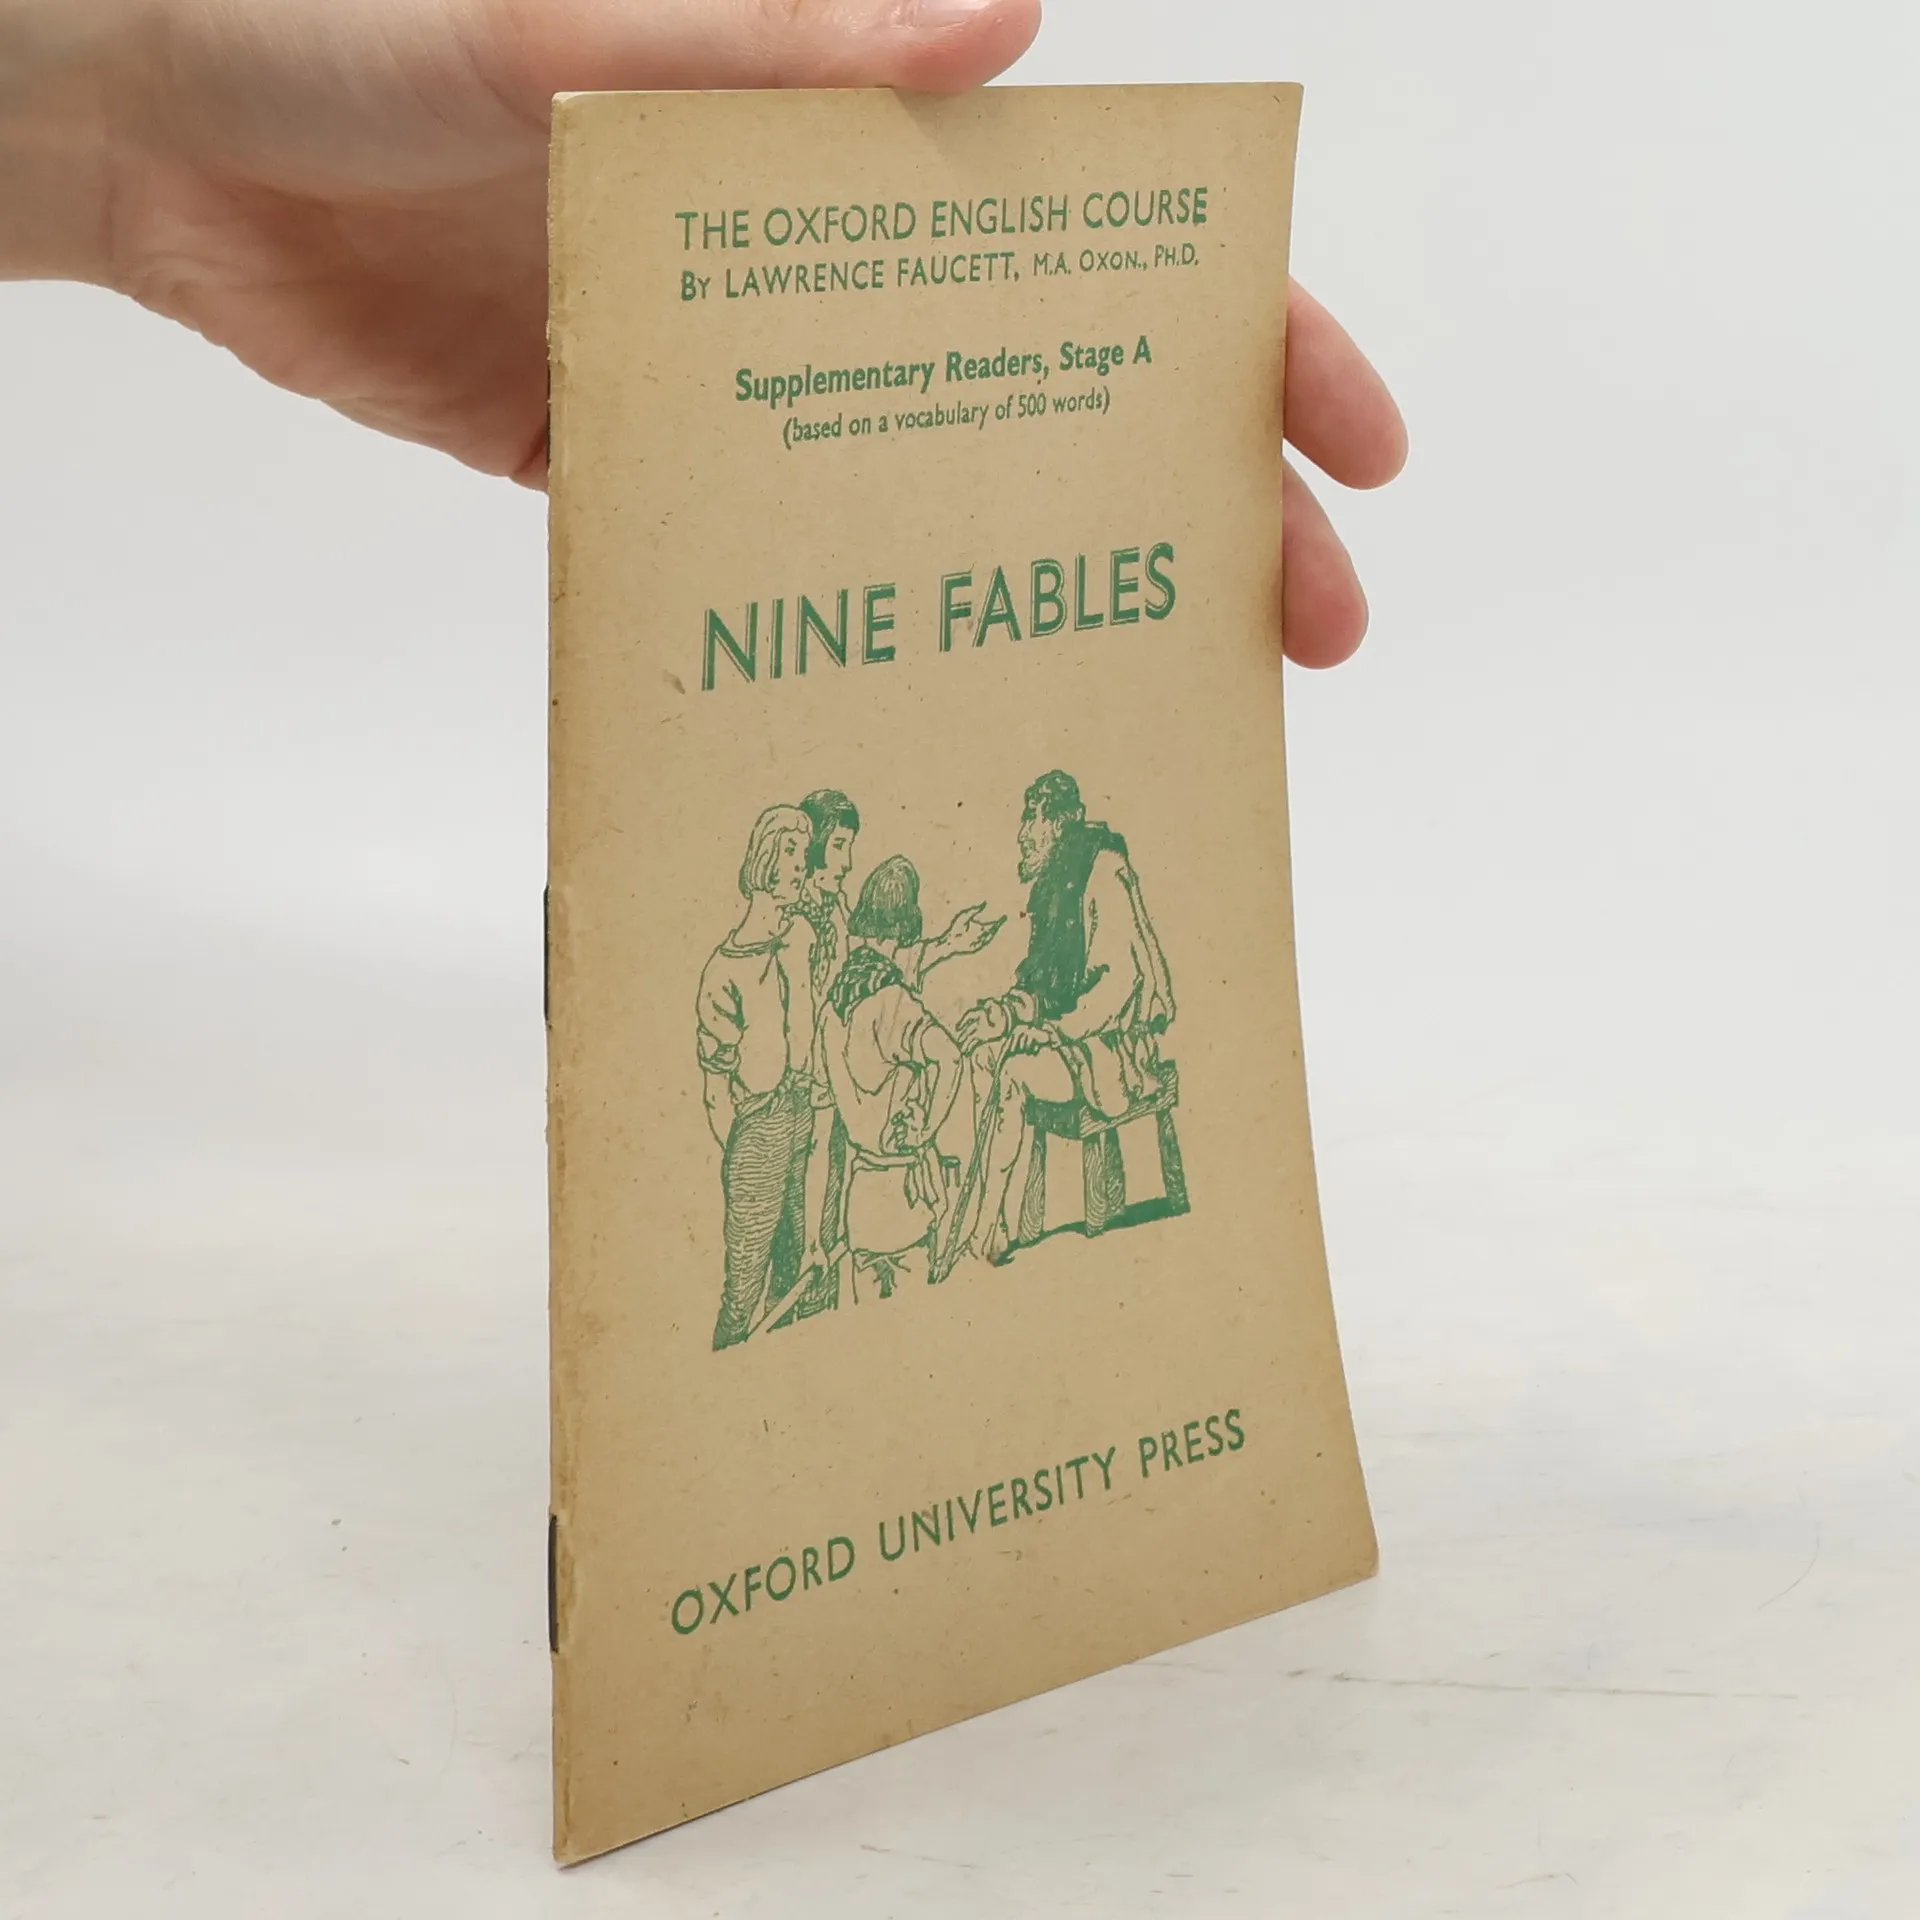 THE OXFORD ENGLISH COURSE
By LAWRENCE FAUCETT, M.A. OXON., PH.D.
Supplementary Readers, Stage A
(based on a vocabulary of 500 words)
NINE FABLES
OXFORD UNIVERSITY PRESS